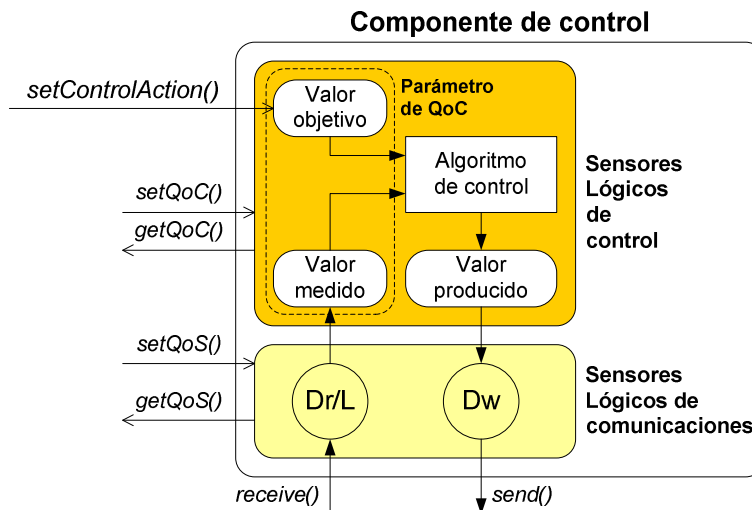 Componente de control
setControlAction()
Valor
objetivo
Parámetro
de QoC
Algoritmo
de control
Sensores
Lógicos
de
control
setQoC()
getQoC()
Valor
medido
Valor
producido
setQoS()
getQoS()
Dr/L
Dw
Sensores
Lógicos de
comunicaciones
receive()
send()